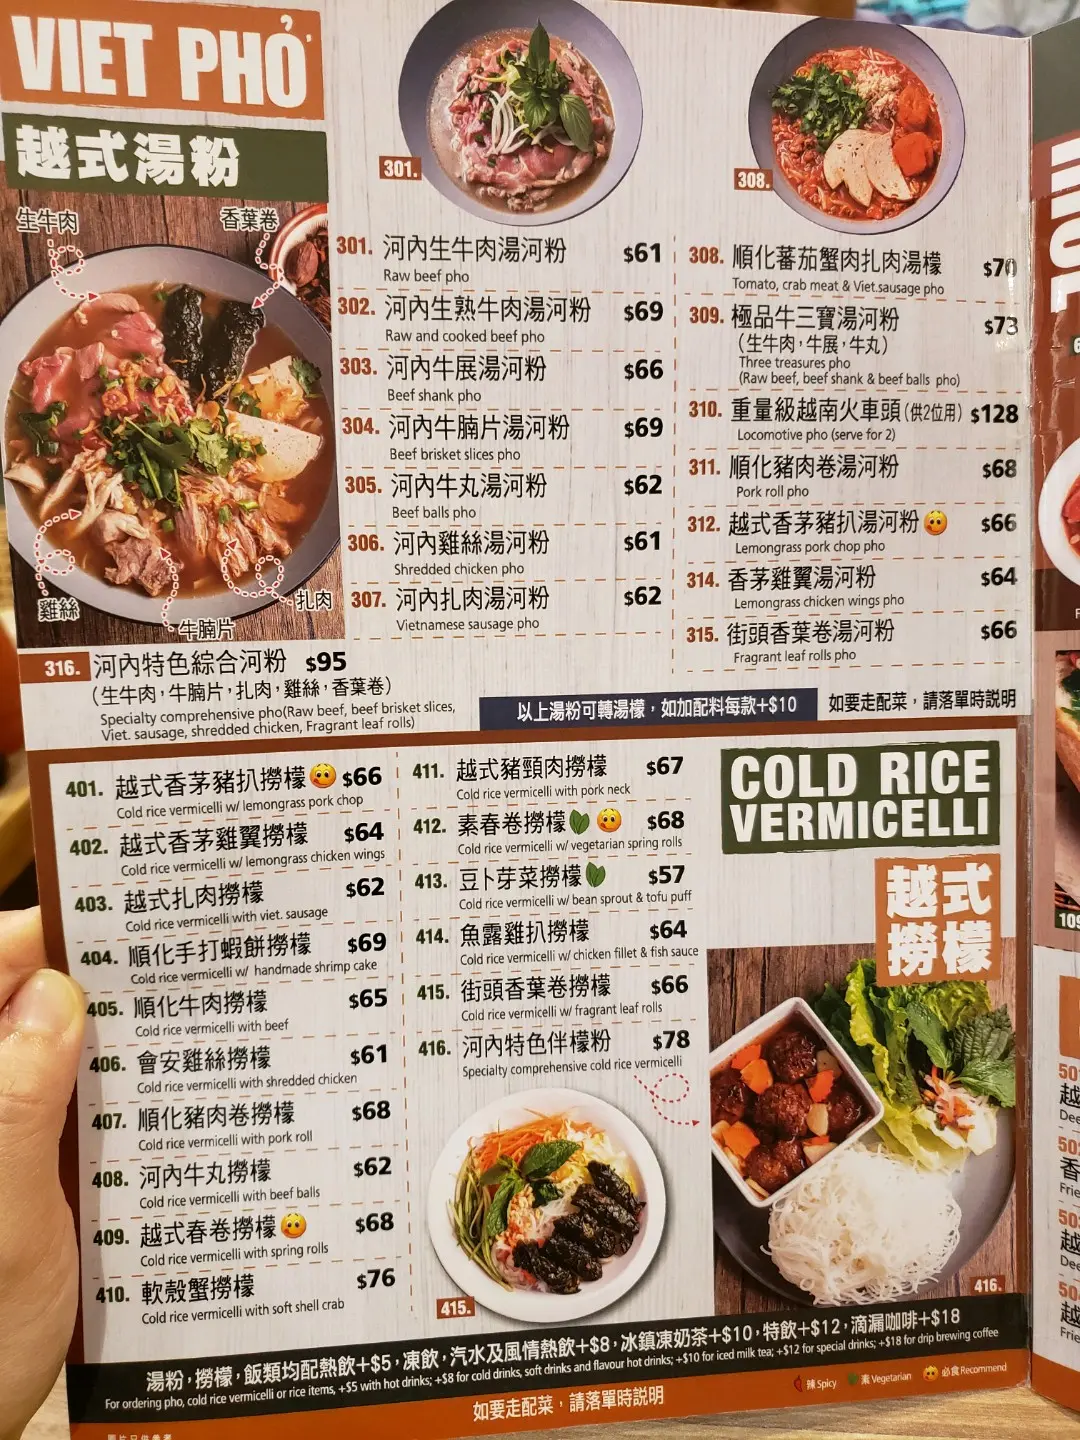 VIET PHỞ
越式湯粉
生牛肉
香葉卷
雞絲
牛腩片
扎肉
301.
308.
301. 河內生牛肉湯河粉 $61
Raw beef pho
302. 河內生熟牛肉湯河粉 $69
Raw and cooked beef pho
303. 河內牛展湯河粉 $66
Beef shank pho
304. 河內牛腩片湯河粉 $69
Beef brisket slices pho
305. 河內牛丸湯河粉 $62
Beef balls pho
306. 河內雞絲湯河粉 $61
Shredded chicken pho
307. 河內扎肉湯河粉 $62
Vietnamese sausage pho
308. 順化蕃茄蟹肉扎肉湯檬 $70
Tomato, crab meat & Viet.sausage pho
309. 極品牛三寶湯河粉 $73
(生牛肉,牛展,牛丸)
Three treasures pho
(Raw beef, beef shank & beef balls pho)
310. 重量級越南火車頭(供2位用) $128
Locomotive pho (serve for 2)
311. 順化豬肉卷湯河粉 $68
Pork roll pho
312. 越式香茅豬扒湯河粉 $66
Lemongrass pork chop pho
314. 香茅雞翼湯河粉 $64
Lemongrass chicken wings pho
315. 街頭香葉卷湯河粉 $66
Fragrant leaf rolls pho
316. 河內特色綜合河粉 $95
(生牛肉,牛腩片,扎肉,雞絲,香葉卷)
Specialty comprehensive pho(Raw beef, beef brisket slices,
Viet. sausage, shredded chicken, Fragrant leaf rolls)
以上湯粉可轉湯檬,如加配料每款+$10
如要走配菜,請落單時説明
COLD RICE
VERMICELLI
越式
撈檬
401. 越式香茅豬扒撈檬 $66
Cold rice vermicelli w/ lemongrass pork chop
402. 越式香茅雞翼撈檬 $64
Cold rice vermicelli w/ lemongrass chicken wings
403. 越式扎肉撈檬 $62
Cold rice vermicelli with viet. sausage
404. 順化手打蝦餅撈檬 $69
Cold rice vermicelli w/ handmade shrimp cake
405. 順化牛肉撈檬 $65
Cold rice vermicelli with beef
406. 會安雞絲撈檬 $61
Cold rice vermicelli with shredded chicken
407. 順化豬肉卷撈檬 $68
Cold rice vermicelli with pork roll
408. 河內牛丸撈檬 $62
Cold rice vermicelli with beef balls
409. 越式春卷撈檬 $68
Cold rice vermicelli with spring rolls
410. 軟殼蟹撈檬 $76
Cold rice vermicelli with soft shell crab
411. 越式豬頸肉撈檬 $67
Cold rice vermicelli with pork neck
412. 素春卷撈檬 $68
Cold rice vermicelli w/ vegetarian spring rolls
413. 豆卜芽菜撈檬 $57
Cold rice vermicelli w/ bean sprout & tofu puff
414. 魚露雞扒撈檬 $64
Cold rice vermicelli w/ chicken fillet & fish sauce
415. 街頭香葉卷撈檬 $66
Cold rice vermicelli w/ fragrant leaf rolls
416. 河內特色伴檬粉 $78
Specialty comprehensive cold rice vermicelli
415.
416.
湯粉,撈檬,飯類均配熱飲+$5,凍飲,汽水及風情熱飲+$8,冰鎮凍奶茶+$10,特飲+$12,滴漏咖啡+$18
For ordering pho, cold rice vermicelli or rice items, +$5 with hot drinks; +$8 for cold drinks, soft drinks and flavour hot drinks; +$10 for iced milk tea; +$12 for special drinks; +$18 for drip brewing coffee
如要走配菜,請落單時説明
辣 Spicy 素 Vegetarian 必食 Recommend
109
501
越
Dee
502
香
Frie
503
越
Dee
504
越
Frie